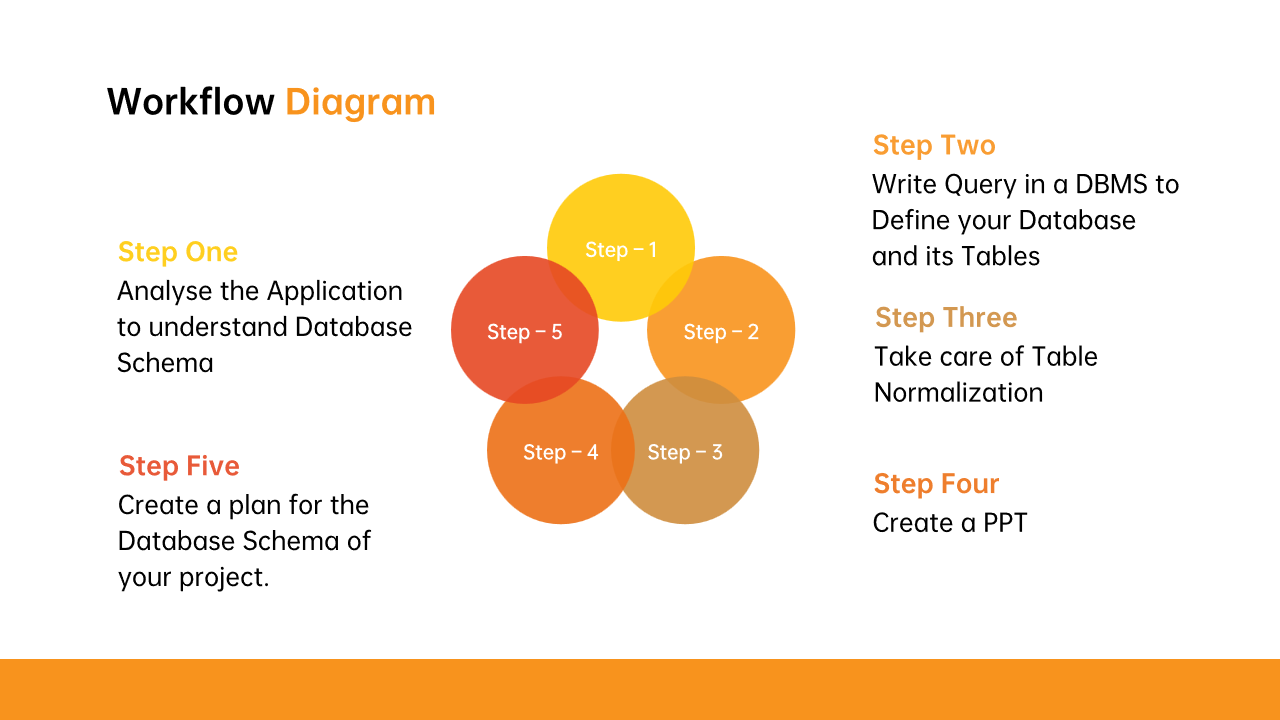 Workflow Diagram
Step One
Analyse the Application
to understand Database
Schema
Step Five
Create a plan for the
Database Schema of
your project.
Step – 1
Step – 5
Step – 2
Step – 4
Step – 3
Step Two
Write Query in a DBMS to
Define your Database
and its Tables
Step Three
Take care of Table
Normalization
Step Four
Create a PPT